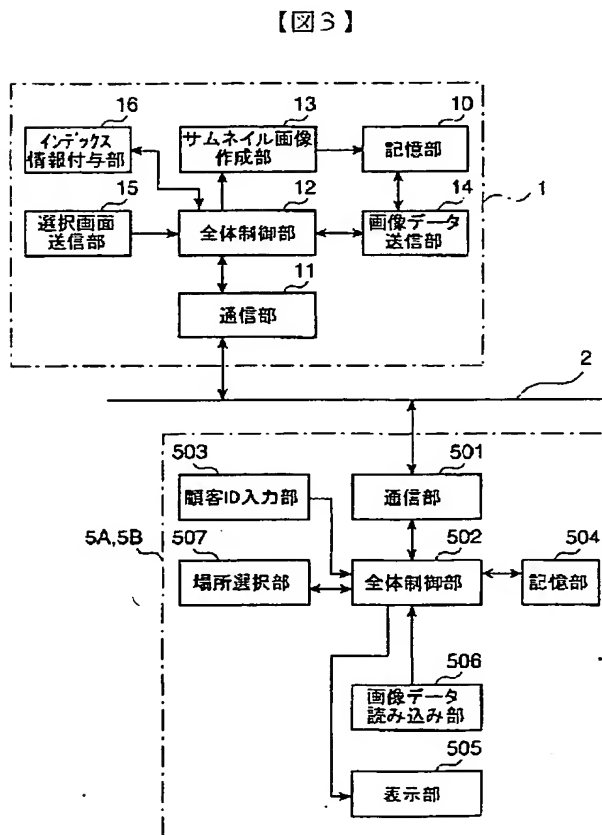 【図3】
16
インデックス
情報付与部
13
サムネイル画像
作成部
10
記憶部
15
選択画面
送信部
12
全体制御部
14
画像データ
送信部
1
11
通信部
2
503
顧客ID入力部
501
通信部
5A,5B
507
場所選択部
502
全体制御部
504
記憶部
506
画像データ
読み込み部
505
表示部